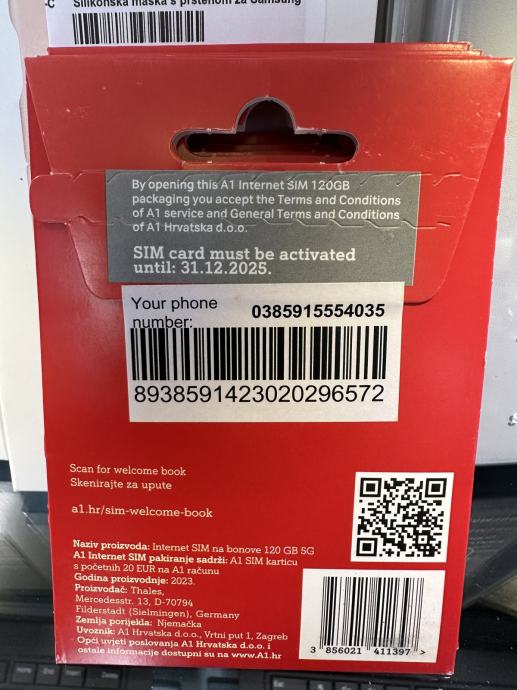 Silikonska maska s prstenom za Samsung
By opening this A1 Internet SIM 120GB
packaging you accept the Terms and Conditions
of A1 service and General Terms and Conditions
of A1 Hrvatska d.o.o.
SIM card must be activated
until: 31.12.2025.
Your phone
number:
0385915554035
8938591423020296572
Scan for welcome book
Skenirajte za upute
a1.hr/sim-welcome-book
Naziv proizvoda: Internet SIM na bonove 120 GB 5G
A1 Internet SIM pakiranje sadrži: A1 SIM karticu
s početnih 20 EUR na A1 računu
Godina proizvodnje: 2023.
Proizvođač: Thales,
Mercedesstr. 13, D-70794
Filderstadt (Sielmingen), Germany
Zemlja porijekla: Njemačka
Uvoznik: A1 Hrvatska d.o.o., Vrtni put 1, Zagreb
Opći uvjeti poslovanja A1 Hrvatska d.o.o. i
ostale informacije dostupni su na www.A1.hr
3 856021 411397 >